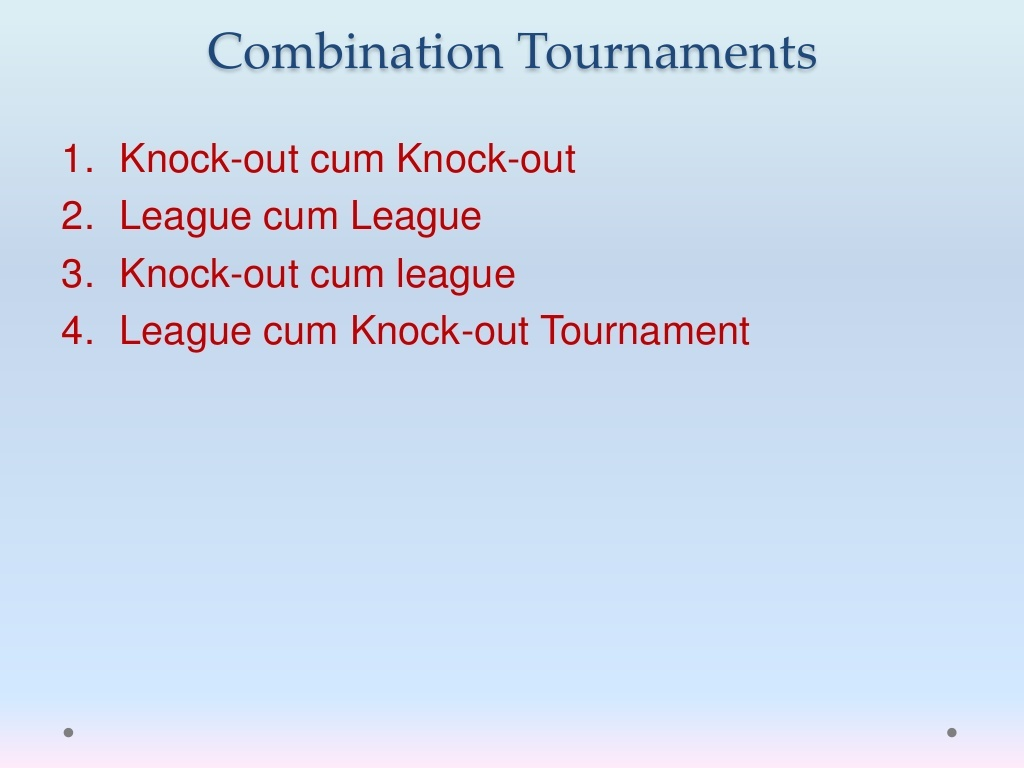 Combination Tournaments
1. Knock-out cum Knock-out
2. League cum League
3. Knock-out cum league
4. League cum Knock-out Tournament